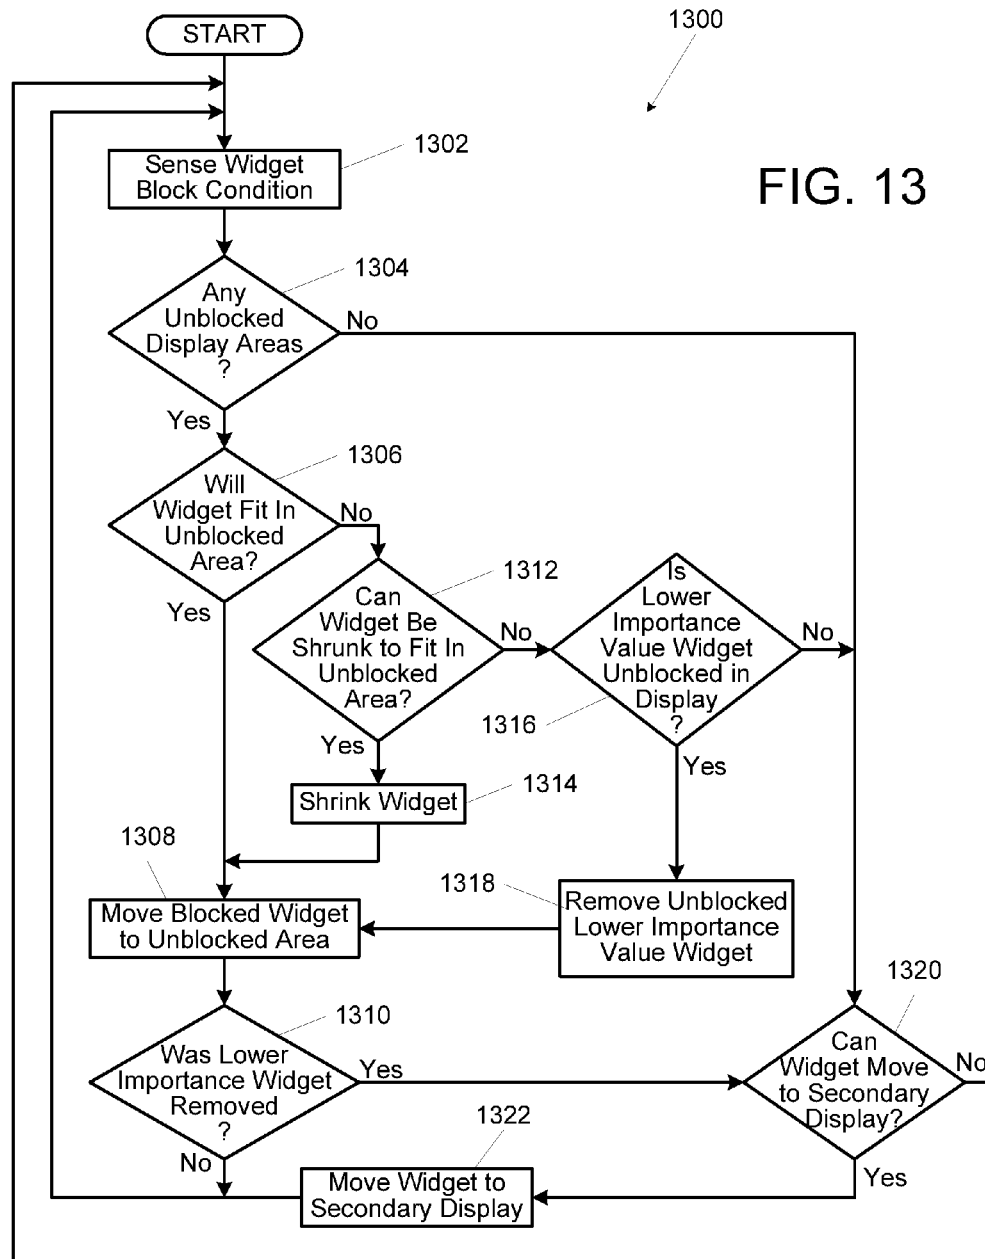 START
1300
1302
Sense Widget
Block Condition
FIG. 13
1304
Any
Unblocked
Display Areas
?
No
Yes
1306
Will
Widget Fit In
Unblocked
Area?
No
Yes
1312
Can
Widget Be
Shrunk to Fit In
Unblocked
Area?
No
Yes
Is
Lower
Importance
Value Widget
Unblocked in
Display
?
No
1316
Yes
1314
Shrink Widget
1308
Move Blocked Widget
to Unblocked Area
1318
Remove Unblocked
Lower Importance
Value Widget
1310
Was Lower
Importance Widget
Removed
?
Yes
No
1320
Can
Widget Move
to Secondary
Display?
No
Yes
1322
Move Widget to
Secondary Display